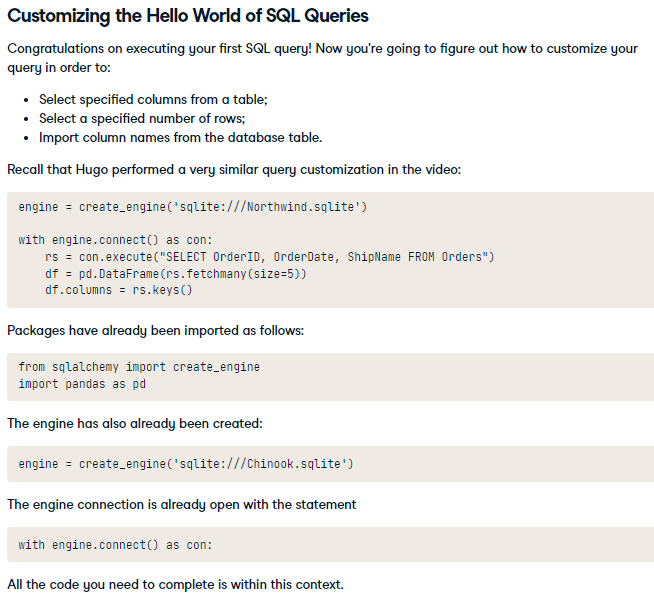 Customizing the Hello World of SQL Queries
Congratulations on executing your first SQL query! Now you're going to figure out how to customize your
query in order to:
• Select specified columns from a table;
• Select a specified number of rows;
• Import column names from the database table.
Recall that Hugo performed a very similar query customization in the video:
engine = create_engine('sqlite:///Northwind.sqlite')
with engine.connect() as con:
    rs = con.execute("SELECT OrderID, OrderDate, ShipName FROM Orders")
    df = pd.DataFrame(rs.fetchmany(size=5))
    df.columns = rs.keys()
Packages have already been imported as follows:
from sqlalchemy import create_engine
import pandas as pd
The engine has also already been created:
engine = create_engine('sqlite:///Chinook.sqlite')
The engine connection is already open with the statement
with engine.connect() as con:
All the code you need to complete is within this context.